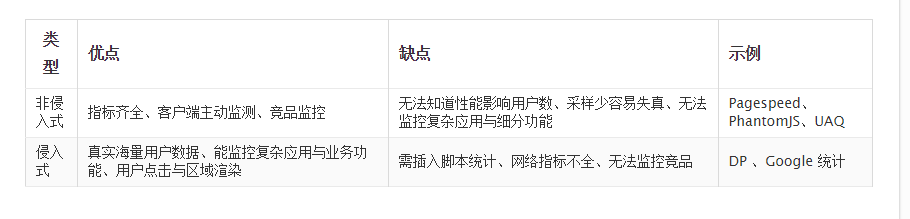 类
型
优点
缺点
示例
非侵
入式
指标齐全、客户端主动监测、竞品监控
无法知道性能影响用户数、采样少容易失真、无法
监控复杂应用与细分功能
Pagespeed、
PhantomJS、UAQ
侵入
式
真实海量用户数据、能监控复杂应用与业务功
能、用户点击与区域渲染
需插入脚本统计、网络指标不全、无法监控竞品
DP 、Google 统计